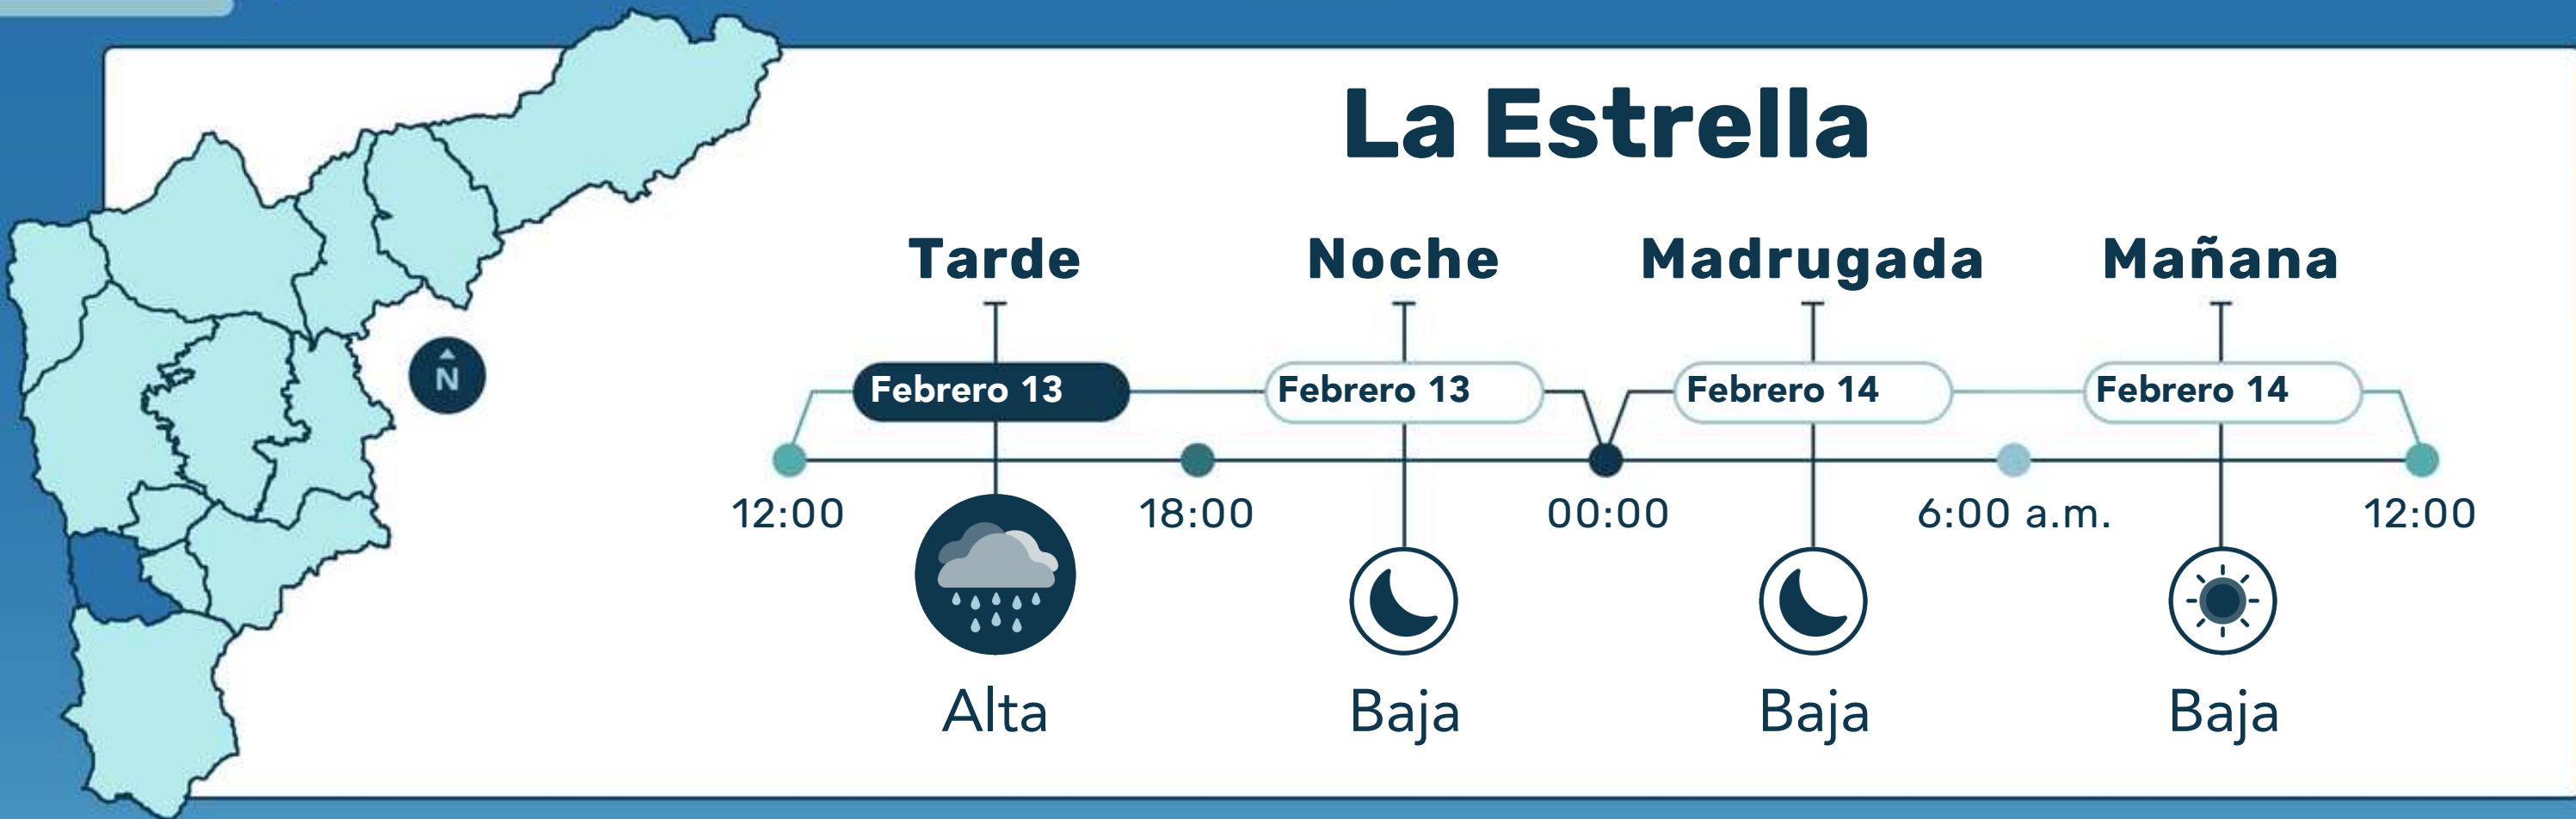 La Estrella
Tarde Noche Madrugada Mañana
Febrero 13 Febrero 13 Febrero 14 Febrero 14
N
12:00 18:00 00:00 6:00 a.m. 12:00
Alta Baja Baja Baja